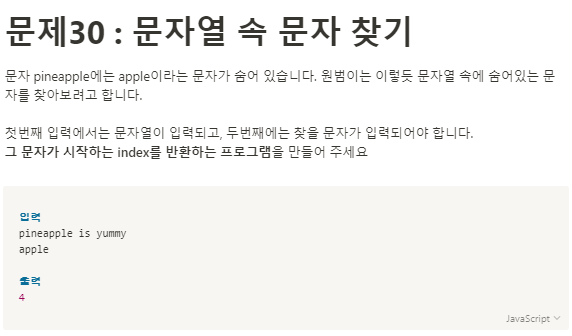 문제30 : 문자열 속 문자 찾기
문자 pineapple에는 apple이라는 문자가 숨어 있습니다. 원범이는 이렇듯 문자열 속에 숨어있는 문
자를 찾아보려고 합니다.
첫번째 입력에서는 문자열이 입력되고, 두번째에는 찾을 문자가 입력되어야 합니다.
그 문자가 시작하는 index를 반환하는 프로그램을 만들어 주세요
입력
pineapple is yummy
apple
출력
4
JavaScript